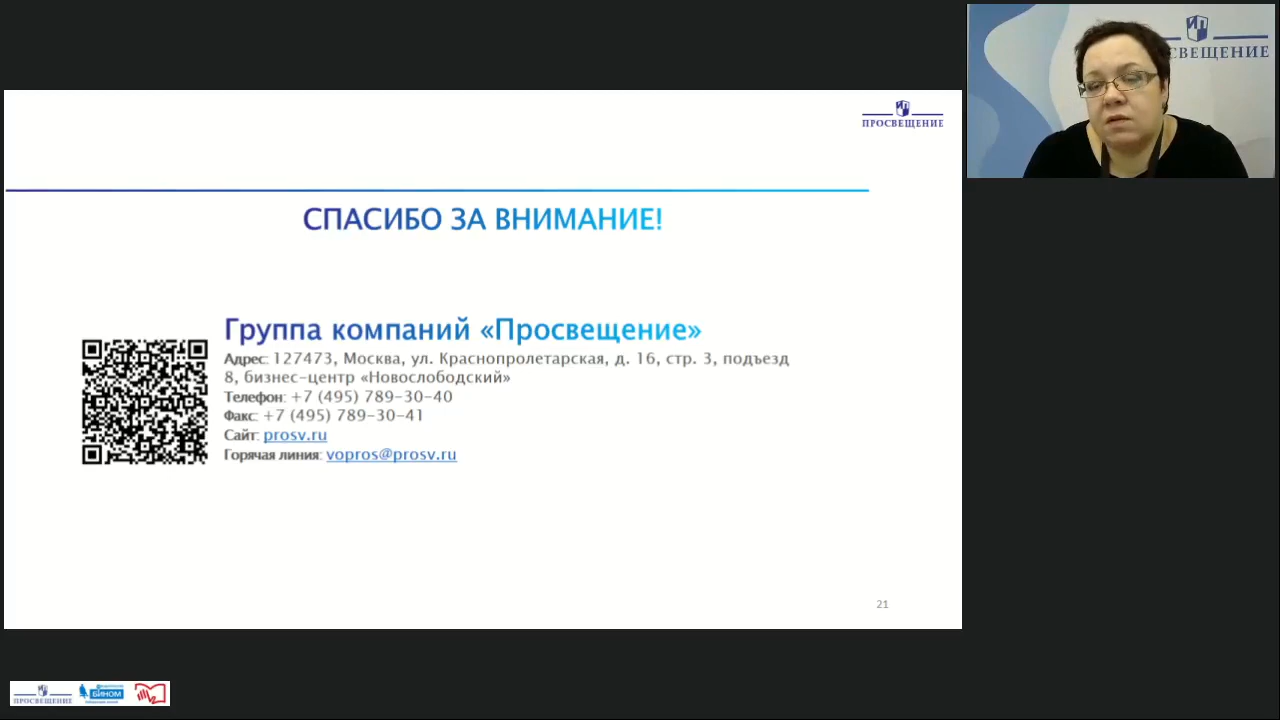 СВЕЩЕНИЕ
ПРОСВЕЩЕНИЕ
СПАСИБО ЗА ВНИМАНИЕ!
Группа компаний «Просвещение»
Адрес: 127473, Москва, ул. Краснопролетарская, д. 16, стр. 3, подъезд
8, бизнес-центр «Новослободский»
Телефон: +7 (495) 789-30-40
Факс: +7 (495) 789-30-41
Сайт: prosv.ru
Горячая линия: vopros@prosv.ru
21
ПРОСВЕЩЕНИЕ
БИНОМ